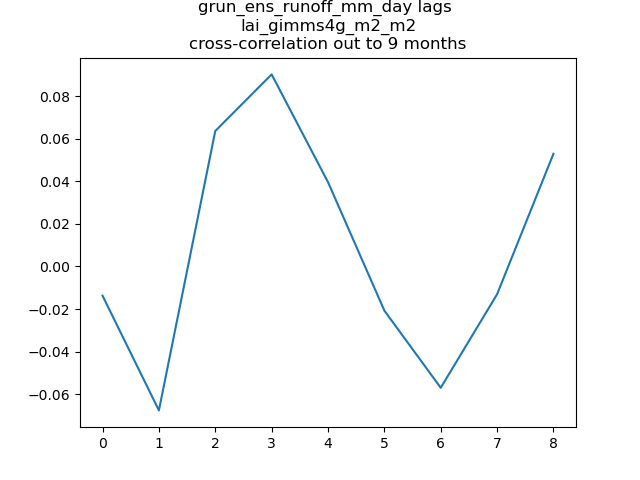 grun_ens_runoff_mm_day lags
lai_gimms4g_m2_m2
cross-correlation out to 9 months
0.08
0.06
0.04
0.02
0.00
−0.02
−0.04
−0.06
0 1 2 3 4 5 6 7 8